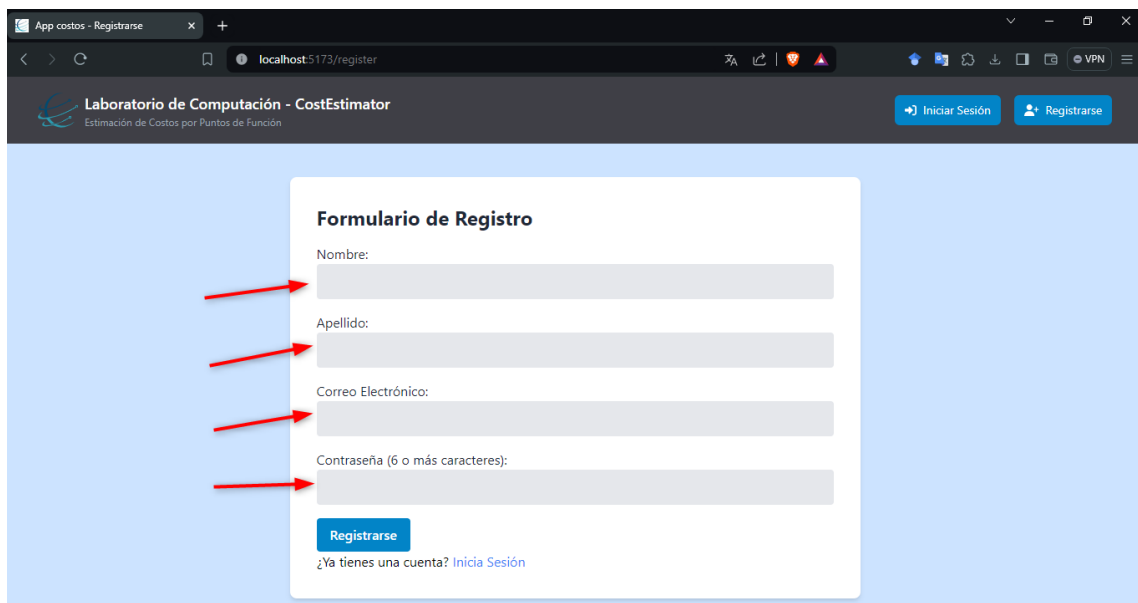 App costos - Registrarse
localhost:5173/register
VPN
Laboratorio de Computación - CostEstimator
Estimación de Costos por Puntos de Función
Iniciar Sesión
Registrarse
Formulario de Registro
Nombre:
Apellido:
Correo Electrónico:
Contraseña (6 o más caracteres):
Registrarse
¿Ya tienes una cuenta? Inicia Sesión